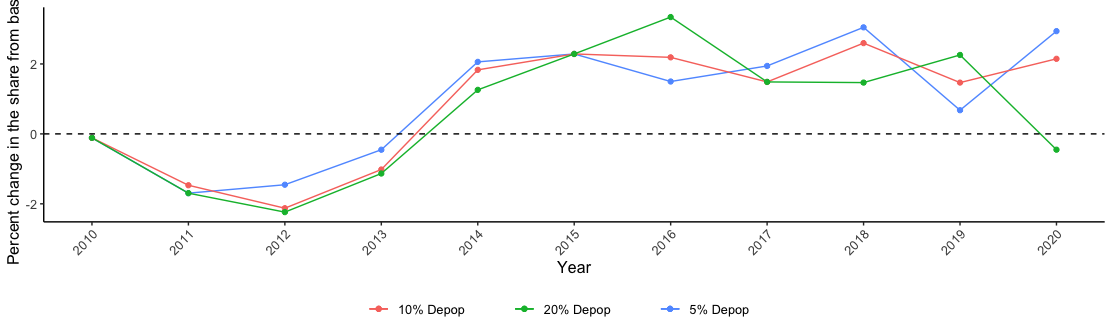 Percent change in the share from bas
2
0
-2
2010 2011 2012 2013 2014 2015 2016 2017 2018 2019 2020
Year
10% Depop 20% Depop 5% Depop